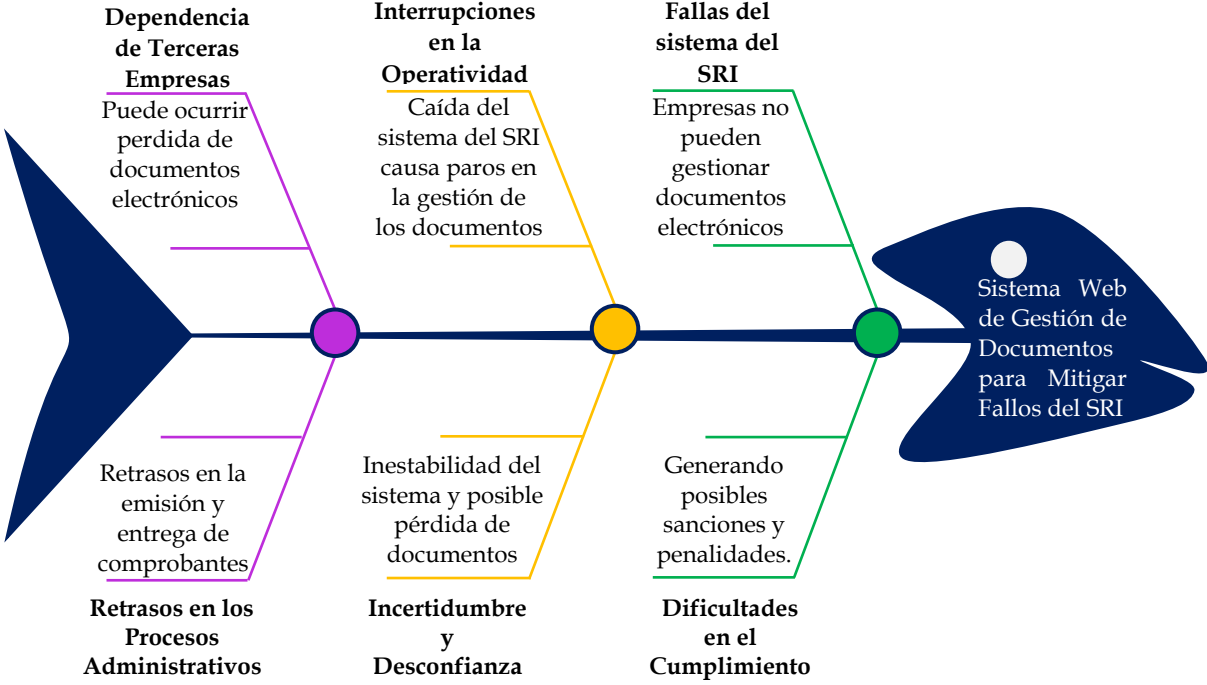 Dependencia
de Terceras
Empresas
Puede ocurrir
perdida de
documentos
electrónicos
Interrupciones
en la
Operatividad
Caída del
sistema del SRI
causa paros en
la gestión de
los documentos
Fallas del
sistema del
SRI
Empresas no
pueden
gestionar
documentos
electrónicos
Sistema Web
de Gestión de
Documentos
para Mitigar
Fallos del SRI
Retrasos en la
emisión y
entrega de
comprobantes
Retrasos en los
Procesos
Administrativos
Inestabilidad del
sistema y posible
pérdida de
documentos
Incertidumbre
y
Desconfianza
Generando
posibles
sanciones y
penalidades.
Dificultades
en el
Cumplimiento